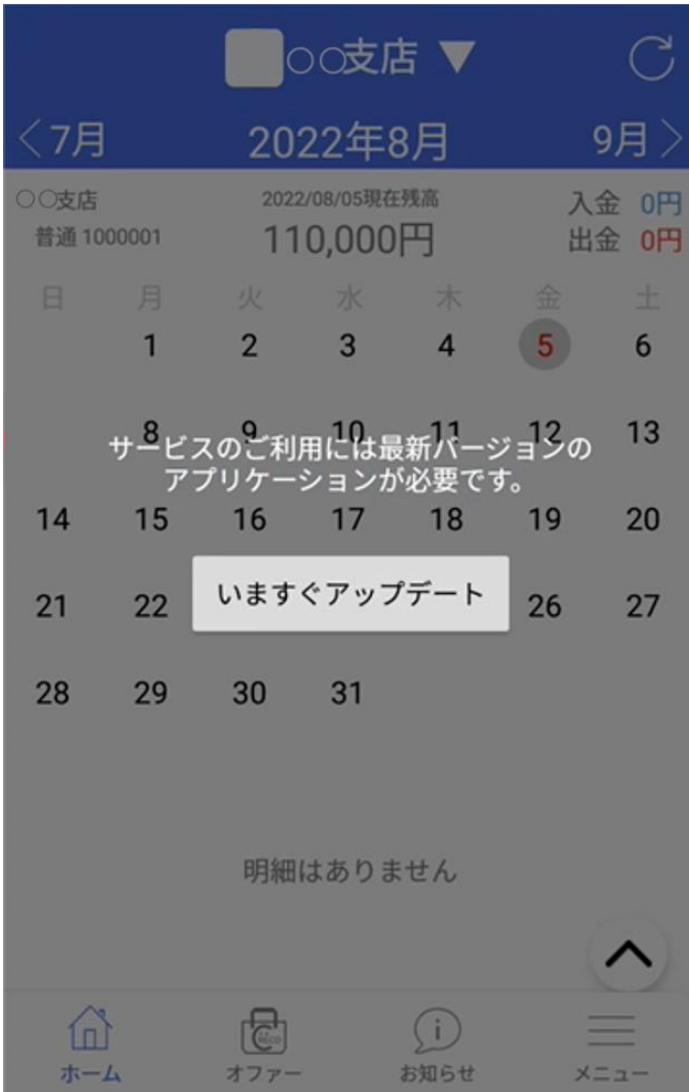 ○○支店 ▼
<7月 2022年8月 9月>
○○支店 2022/08/05現在残高 入金 0円
普通 1000001 110,000円 出金 0円
日 月 火 水 木 金 土
1 2 3 4 5 6
8 9 10 11 12 13
サービスのご利用には最新バージョンの
アプリケーションが必要です。
14 15 16 17 18 19 20
いますぐアップデート
21 22 26 27
28 29 30 31
明細はありません
ホーム オファー お知らせ メニュー